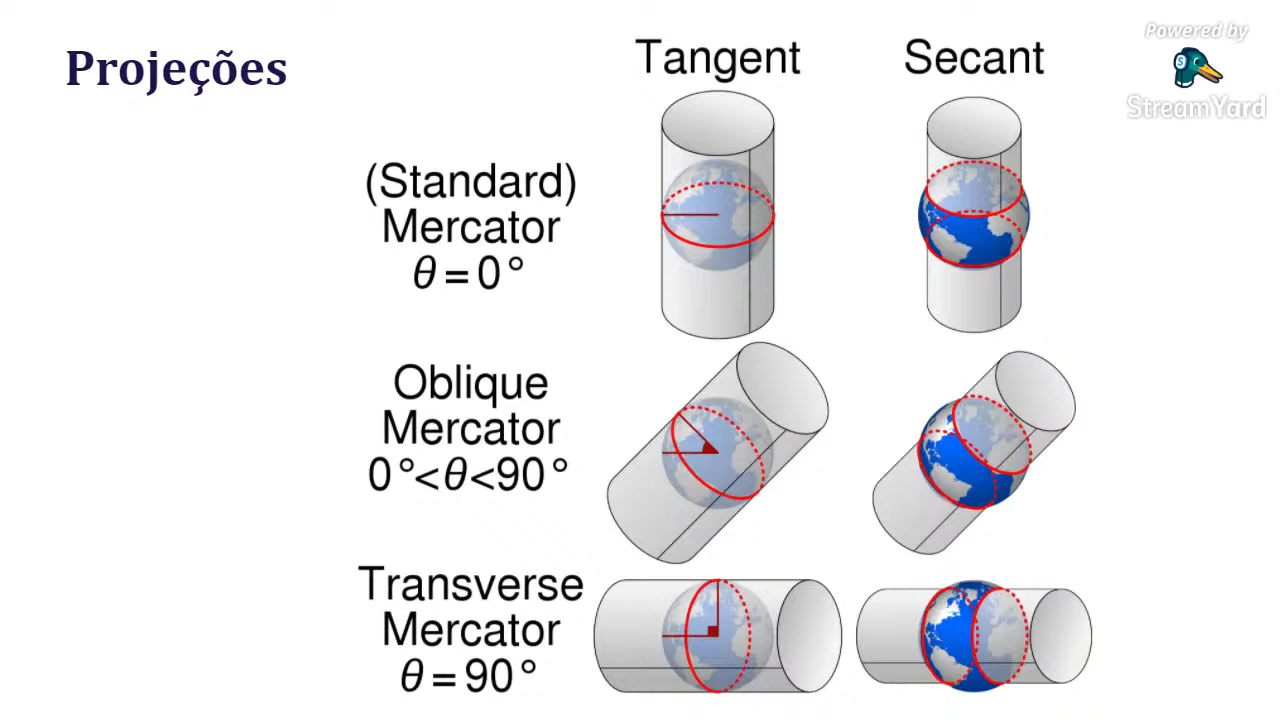 Projeções
Tangent
Secant
Powered by
StreamYard
(Standard)
Mercator
θ = 0°
Oblique
Mercator
0°<θ<90°
Transverse
Mercator
θ = 90°